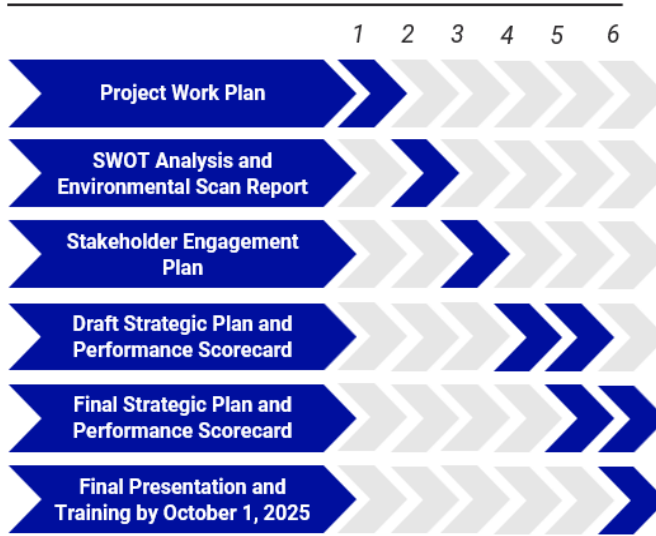 1 2 3 4 5 6
Project Work Plan
SWOT Analysis and
Environmental Scan Report
Stakeholder Engagement
Plan
Draft Strategic Plan and
Performance Scorecard
Final Strategic Plan and
Performance Scorecard
Final Presentation and
Training by October 1, 2025